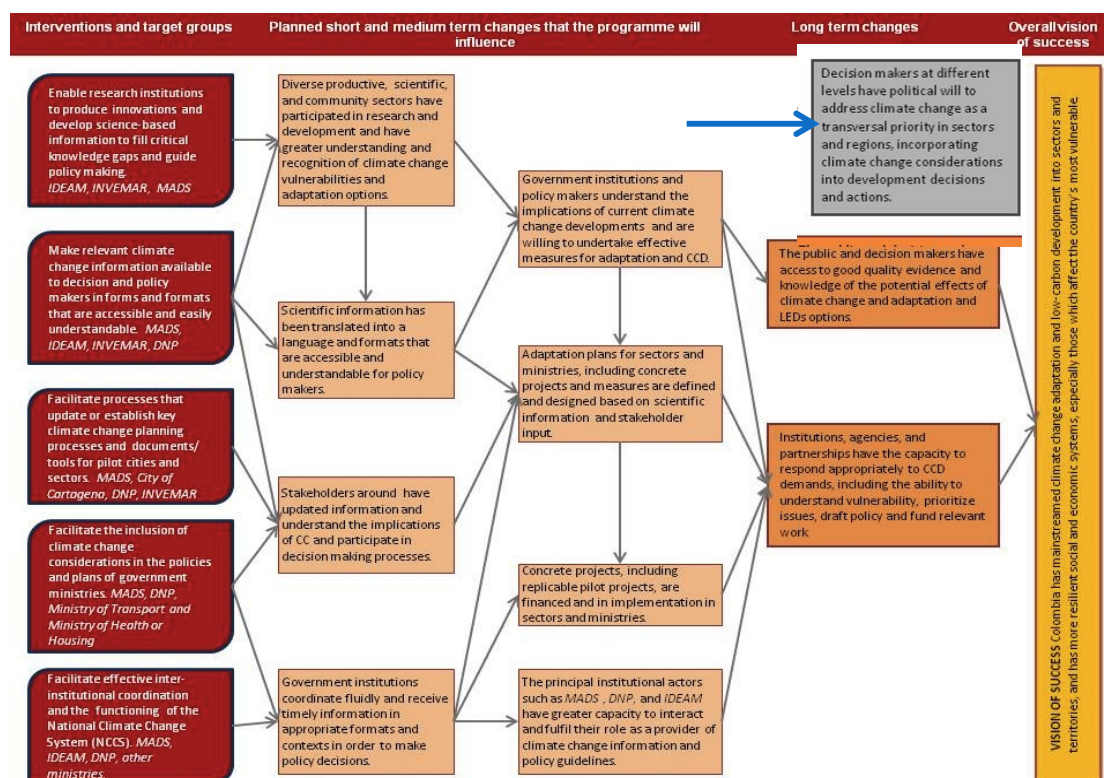 Interventions and target groups
Planned short and medium term changes that the programme will
influence
Long term changes
Overall vision
of success
Enable research institutions
to produce innovations and
develop science-based
information to fill critical
knowledge gaps and guide
policy making.
IDEAM, INVEMAR, MADS
Make relevant climate
change information available
to decision and policy
makers in forms and formats
that are accessible and easily
understandable. MADS,
IDEAM, INVEMAR, DNP
Facilitate processes that
update or establish key
climate change planning
processes and documents/
tools for pilot cities and
sectors. MADS, City of
Cartagena, DNP, INVEMAR
Facilitate the inclusion of
climate change
considerations in the policies
and plans of government
ministries. MADS, DNP,
Ministry of Transport and
Ministry of Health or
Housing
Facilitate effective inter-
institutional coordination
and the functioning of the
National Climate Change
System (NCCS). MADS,
IDEAM, DNP, other
ministries.
Diverse productive, scientific,
and community sectors have
participated in research and
development and have
greater understanding and
recognition of climate change
vulnerabilities and
adaptation options.
Scientific information has
been translated into a
language and formats that
are accessible and
understandable for policy
makers.
Stakeholders around have
updated information and
understand the implications
of CC and participate in
decision making processes.
Government institutions
coordinate fluidly and receive
timely information in
appropriate formats and
contexts in order to make
policy decisions.
Government institutions and
policy makers understand the
implications of current climate
change developments and are
willing to undertake effective
measures for adaptation and CCD.
Adaptation plans for sectors and
ministries, including concrete
projects and measures are defined
and designed based on scientific
information and stakeholder
input.
Concrete projects, including
replicable pilot projects, are
financed and in implementation in
sectors and ministries.
The principal institutional actors
such as MADS , DNP, and IDEAM
have greater capacity to interact
and fulfil their role as a provider of
climate change information and
policy guidelines.
Decision makers at different
levels have political will to
address climate change as a
transversal priority in sectors
and regions, incorporating
climate change considerations
into development decisions
and actions.
The public and decision makers have
access to good quality evidence and
knowledge of the potential effects of
climate change and adaptation and
LEDs options.
Institutions, agencies, and
partnerships have the capacity to
respond appropriately to CCD
demands, including the ability to
understand vulnerability, prioritize
issues, draft policy and fund relevant
work.
VISION OF SUCCESS Colombia has mainstreamed climate change adaptation and low-carbon development into sectors and
territories, and has more resilient social and economic systems, especially those which affect the country's most vulnerable.